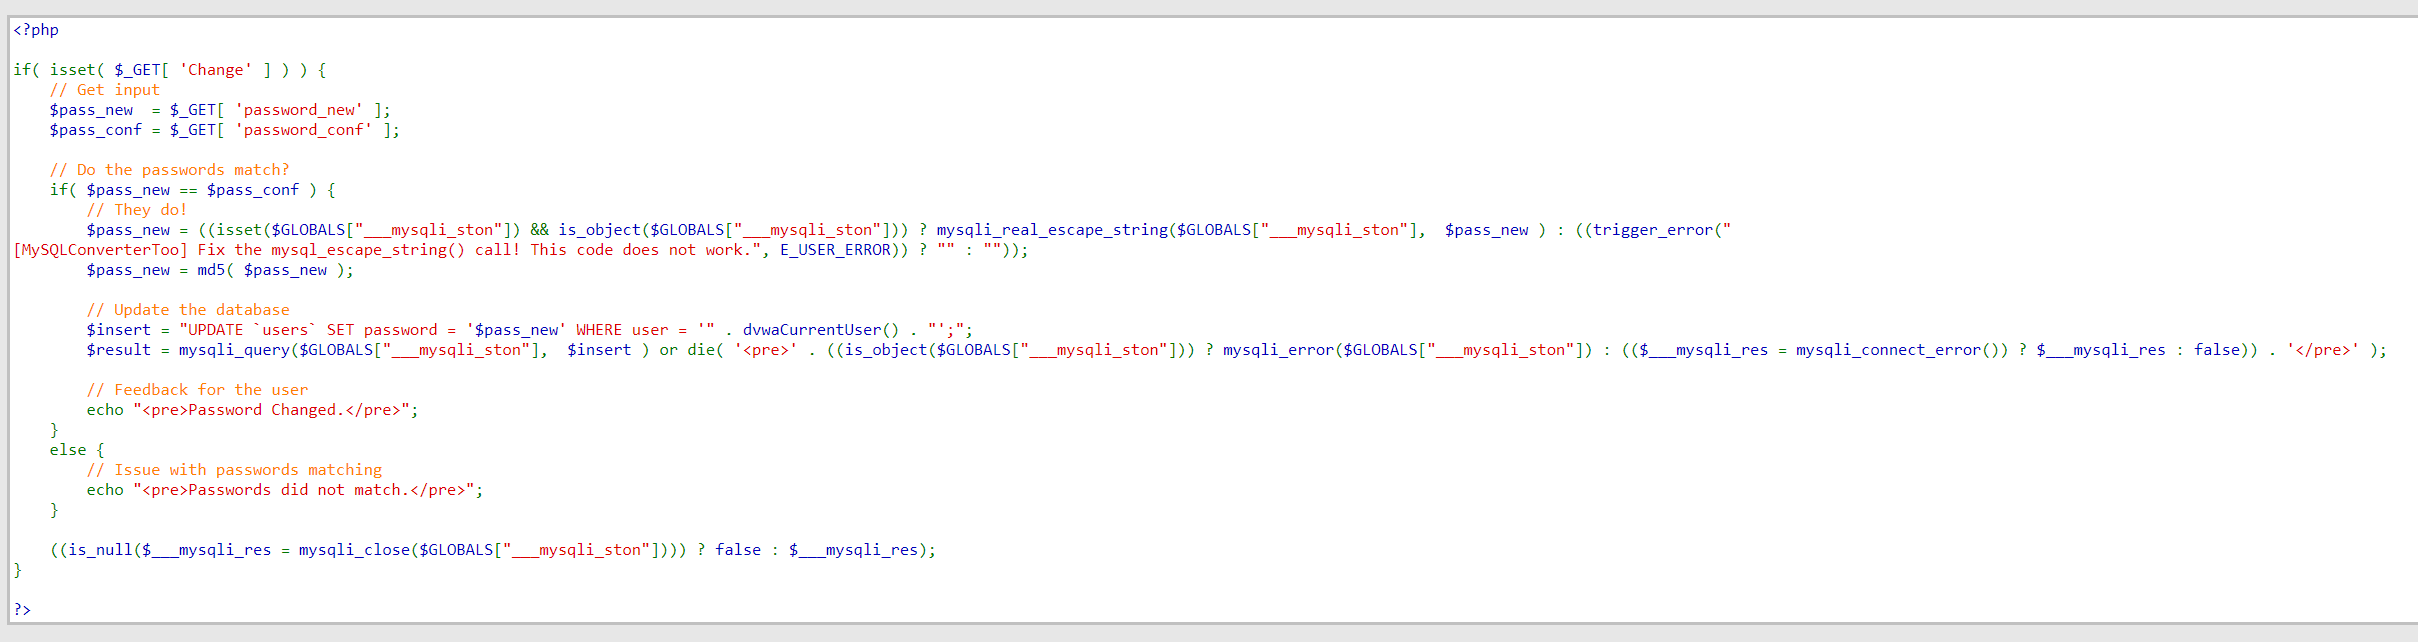 <?php

if( isset( $_GET[ 'Change' ] ) ) {
    // Get input
    $pass_new  = $_GET[ 'password_new' ];
    $pass_conf = $_GET[ 'password_conf' ];

    // Do the passwords match?
    if( $pass_new == $pass_conf ) {
        // They do!
        $pass_new = ((isset($GLOBALS["___mysqli_ston"]) && is_object($GLOBALS["___mysqli_ston"])) ? mysqli_real_escape_string($GLOBALS["___mysqli_ston"],  $pass_new ) : ((trigger_error("
[MySQLConverterToo] Fix the mysql_escape_string() call! This code does not work.", E_USER_ERROR)) ? "" : ""));
        $pass_new = md5( $pass_new );

        // Update the database
        $insert = "UPDATE `users` SET password = '$pass_new' WHERE user = '" . dvwaCurrentUser() . "';";
        $result = mysqli_query($GLOBALS["___mysqli_ston"],  $insert ) or die( '<pre>' . ((is_object($GLOBALS["___mysqli_ston"])) ? mysqli_error($GLOBALS["___mysqli_ston"]) : (($___mysqli_res = mysqli_connect_error()) ? $___mysqli_res : false)) . '</pre>' );

        // Feedback for the user
        echo "<pre>Password Changed.</pre>";
    }
    else {
        // Issue with passwords matching
        echo "<pre>Passwords did not match.</pre>";
    }

    ((is_null($___mysqli_res = mysqli_close($GLOBALS["___mysqli_ston"]))) ? false : $___mysqli_res);
}

?>